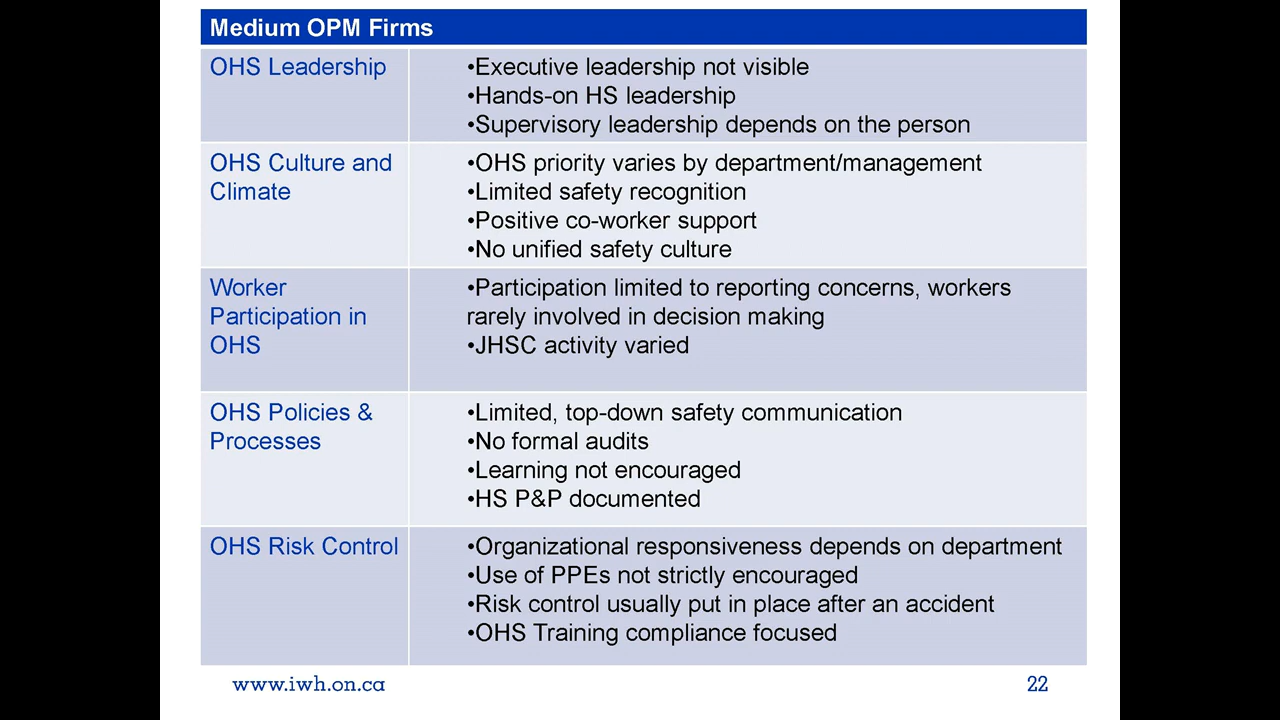 Medium OPM Firms
OHS Leadership
•Executive leadership not visible
•Hands-on HS leadership
•Supervisory leadership depends on the person
OHS Culture and
Climate
•OHS priority varies by department/management
•Limited safety recognition
•Positive co-worker support
•No unified safety culture
Worker
Participation in
OHS
•Participation limited to reporting concerns, workers
rarely involved in decision making
•JHSC activity varied
OHS Policies &
Processes
•Limited, top-down safety communication
•No formal audits
•Learning not encouraged
•HS P&P documented
OHS Risk Control
•Organizational responsiveness depends on department
•Use of PPEs not strictly encouraged
•Risk control usually put in place after an accident
•OHS Training compliance focused
www.iwh.on.ca
22